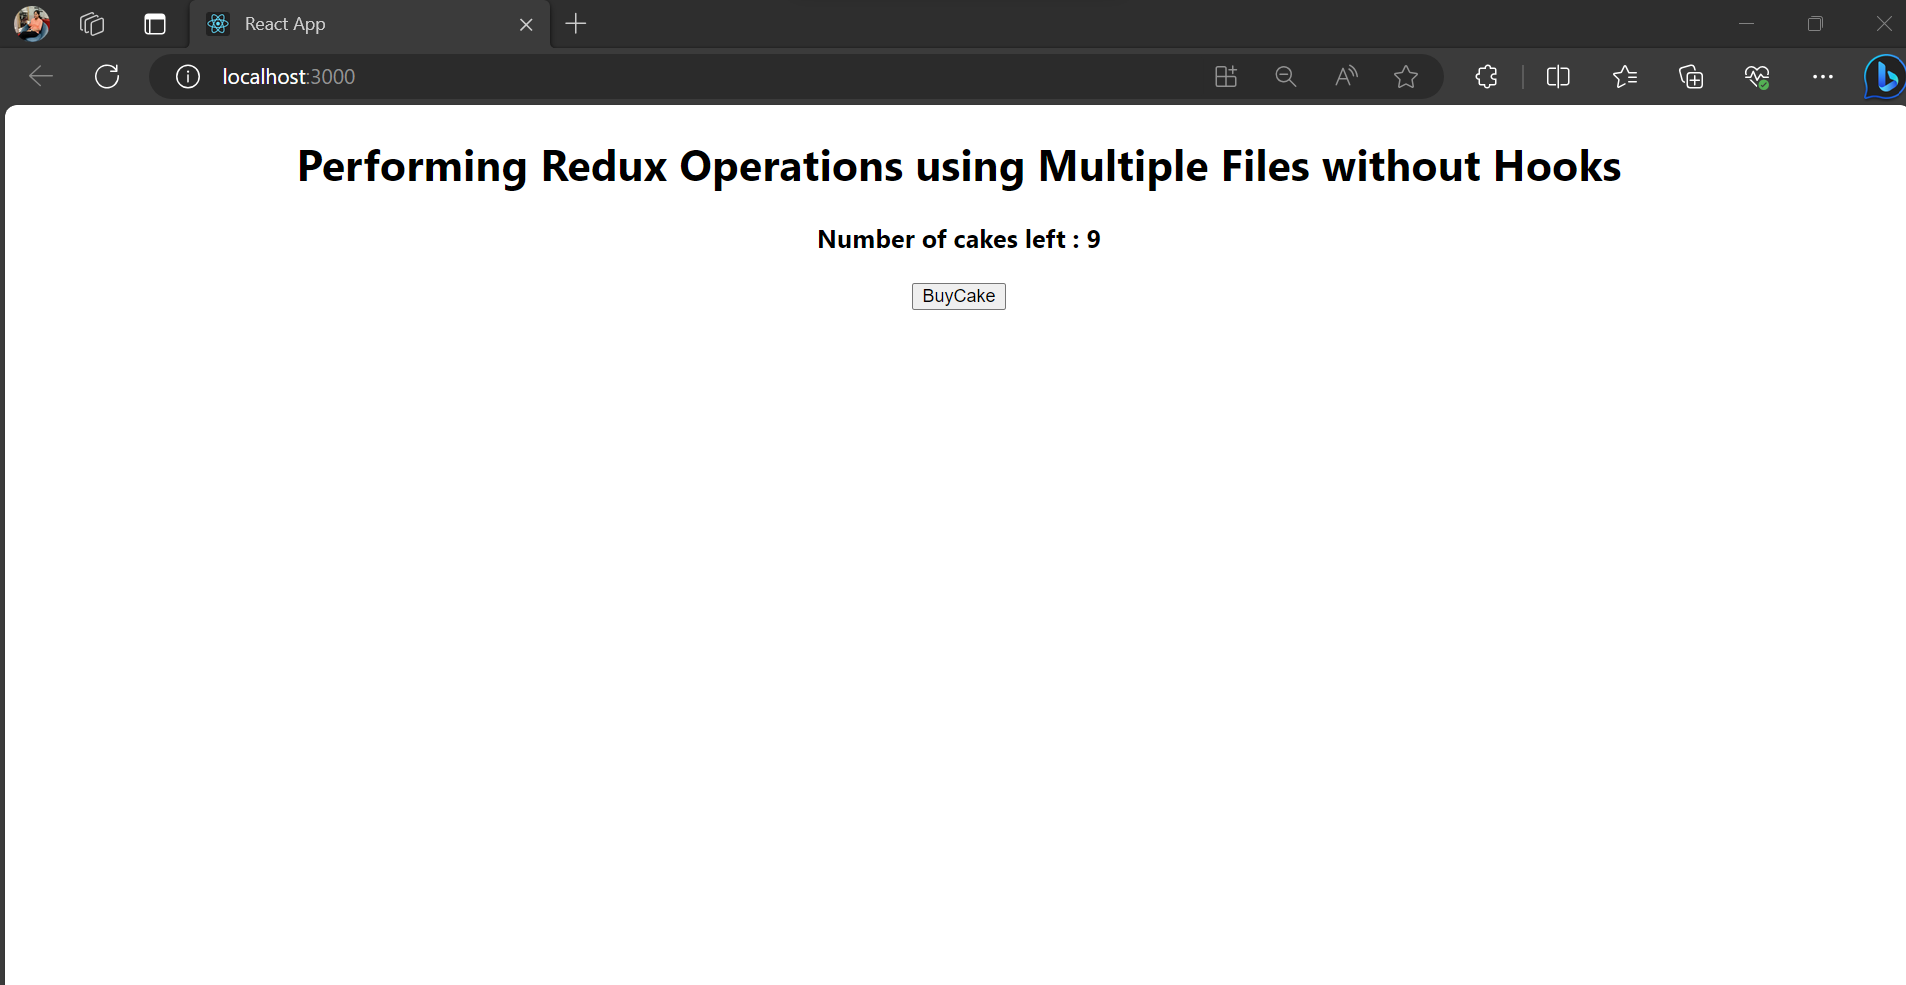 React App
localhost:3000
Performing Redux Operations using Multiple Files without Hooks
Number of cakes left : 9
BuyCake